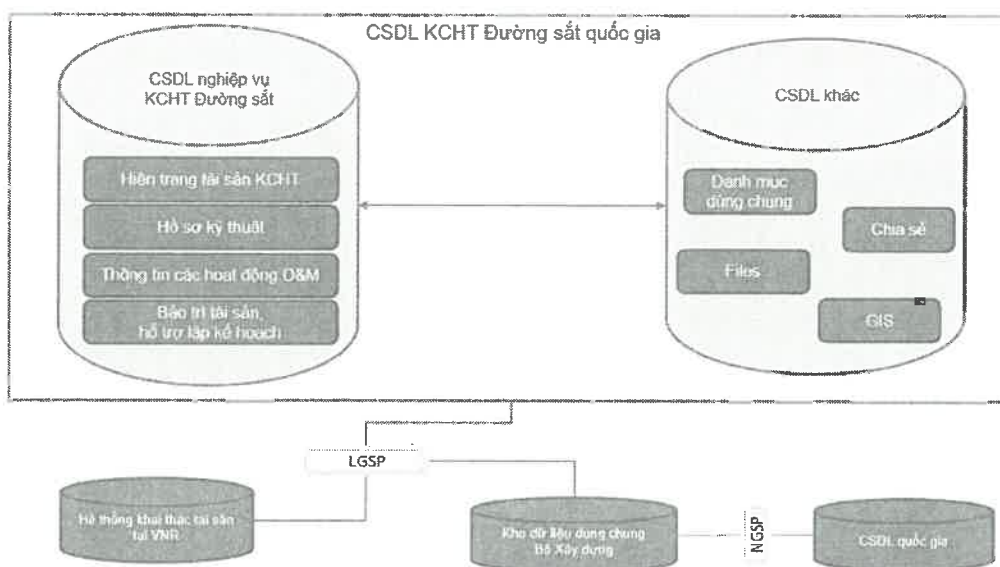 CSDL KCHT Đường sắt quốc gia
CSDL nghiệp vụ
KCHT Đường sắt
Hiện trạng tài sản KCHT
Hồ sơ kỹ thuật
Thông tin các hoạt động O&M
Bảo trì tài sản,
hỗ trợ lập kế hoạch
CSDL khác
Danh mục
dùng chung
Chia sẻ
Files
GIS
LGSP
Hệ thống khai thác tài sản
tại VNR
Kho dữ liệu dùng chung
Bộ Xây dựng
NGSP
CSDL quốc gia